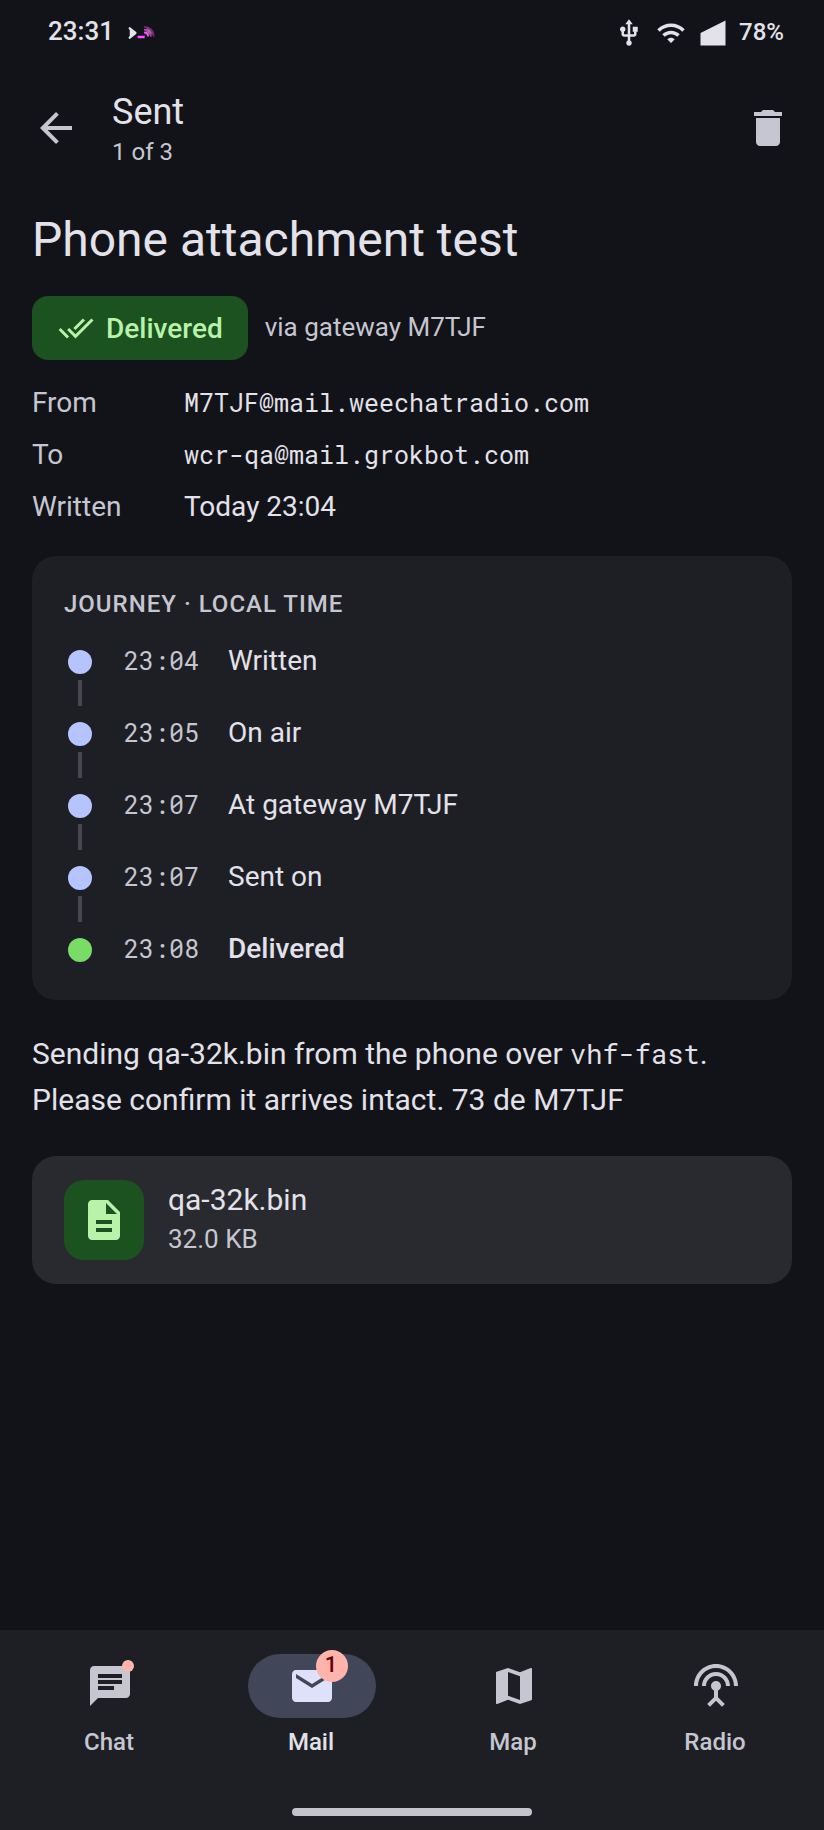 23:31
78%
Sent
1 of 3
Phone attachment test
Delivered via gateway M7TJF
From M7TJF@mail.weechatradio.com
To wcr-qa@mail.grokbot.com
Written Today 23:04
JOURNEY · LOCAL TIME
23:04 Written
23:05 On air
23:07 At gateway M7TJF
23:07 Sent on
23:08 Delivered
Sending qa-32k.bin from the phone over vhf-fast.
Please confirm it arrives intact. 73 de M7TJF
qa-32k.bin
32.0 KB
1
Chat Mail Map Radio